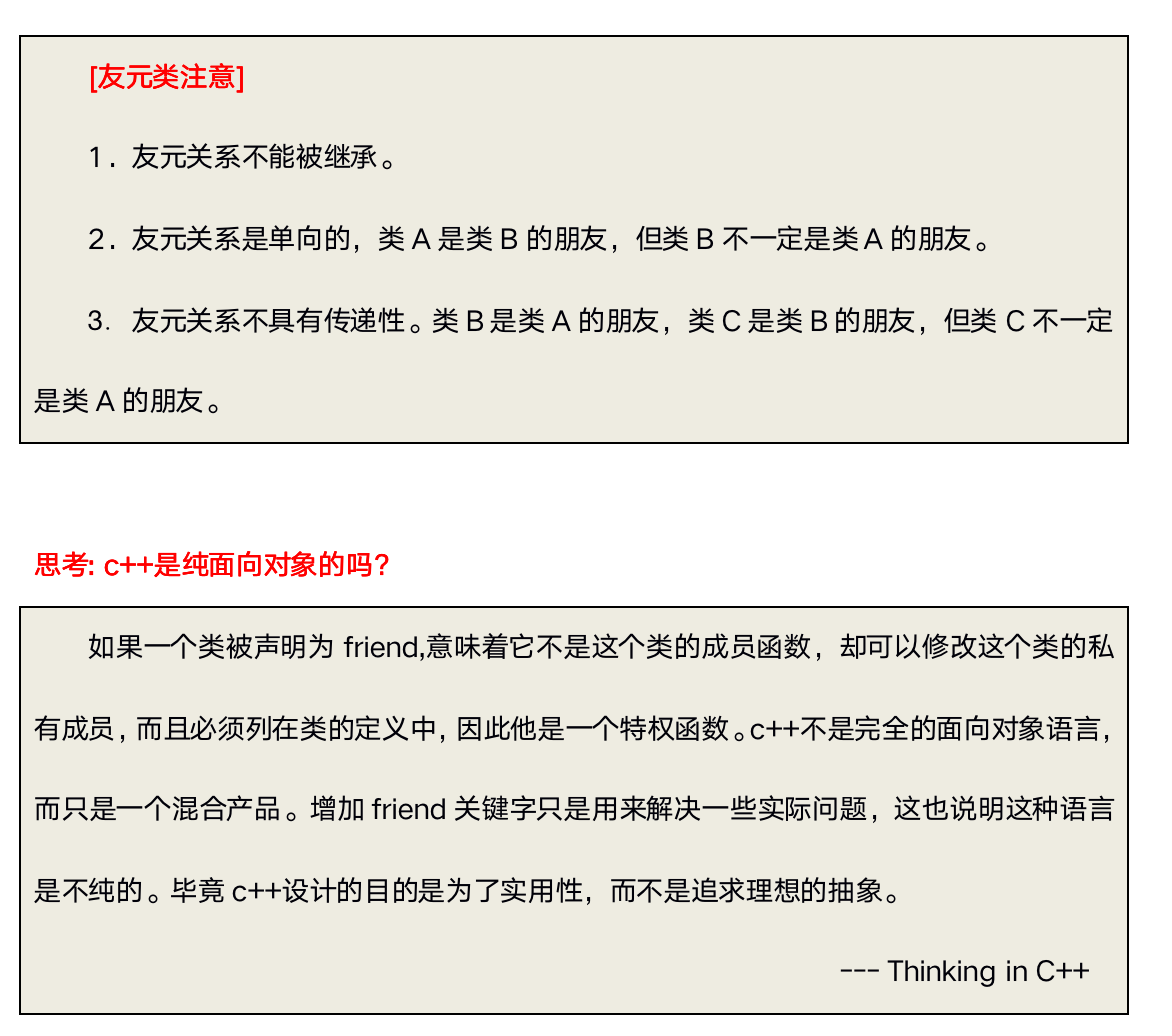 [友元类注意]
1．友元关系不能被继承。
2．友元关系是单向的，类 A 是类 B 的朋友，但类 B 不一定是类 A 的朋友。
3． 友元关系不具有传递性。类 B 是类 A 的朋友，类 C 是类 B 的朋友，但类 C 不一定
是类 A 的朋友。
思考: c++是纯面向对象的吗?
如果一个类被声明为 friend,意味着它不是这个类的成员函数，却可以修改这个类的私
有成员，而且必须列在类的定义中，因此他是一个特权函数。c++不是完全的面向对象语言，
而只是一个混合产品。增加 friend 关键字只是用来解决一些实际问题，这也说明这种语言
是不纯的。毕竟 c++设计的目的是为了实用性，而不是追求理想的抽象。
--- Thinking in C++